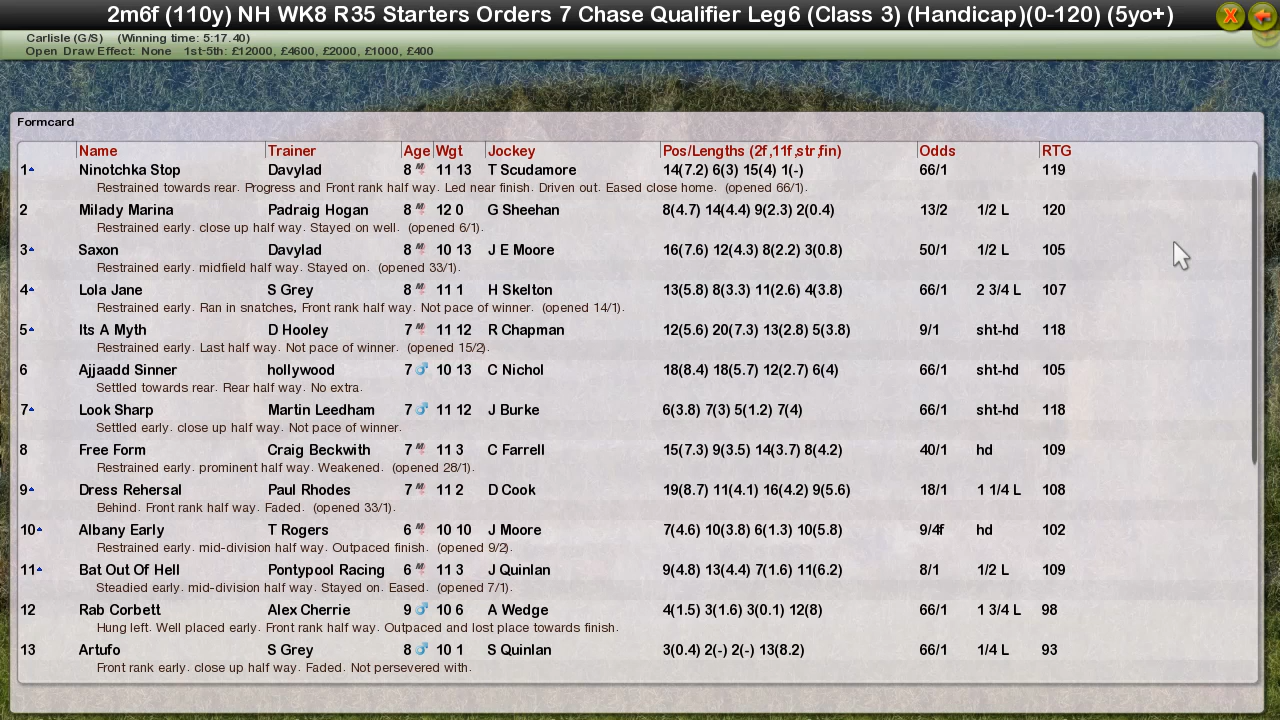 2m6f (110y) NH WK8 R35 Starters Orders 7 Chase Qualifier Leg6 (Class 3) (Handicap)(0-120) (5yo+)
Carlisle (G/S) (Winning time: 5:17.40)
Open Draw Effect: None 1st-5th: £12000, £4600, £2000, £1000, £400
Formcard
Name Trainer Age Wgt Jockey Pos/Lengths (2f,11f,str,fin) Odds RTG
1 Ninotchka Stop Davylad 8 11 13 T Scudamore 14(7.2) 6(3) 15(4) 1(-) 66/1 119
Restrained towards rear. Progress and Front rank half way. Led near finish. Driven out. Eased close home. (opened 66/1).
2 Milady Marina Padraig Hogan 8 12 0 G Sheehan 8(4.7) 14(4.4) 9(2.3) 2(0.4) 13/2 1/2 L 120
Restrained early. close up half way. Stayed on well. (opened 6/1).
3 Saxon Davylad 8 10 13 J E Moore 16(7.6) 12(4.3) 8(2.2) 3(0.8) 50/1 1/2 L 105
Restrained early. midfield half way. Stayed on. (opened 33/1).
4 Lola Jane S Grey 8 11 1 H Skelton 13(5.8) 8(3.3) 11(2.6) 4(3.8) 66/1 2 3/4 L 107
Restrained early. Ran in snatches, Front rank half way. Not pace of winner. (opened 14/1).
5 Its A Myth D Hooley 7 11 12 R Chapman 12(5.6) 20(7.3) 13(2.8) 5(3.8) 9/1 sht-hd 118
Restrained early. Last half way. Not pace of winner. (opened 15/2).
6 Ajjaadd Sinner hollywood 7 10 13 C Nichol 18(8.4) 18(5.7) 12(2.7) 6(4) 66/1 sht-hd 105
Settled towards rear. Rear half way. No extra.
7 Look Sharp Martin Leedham 7 11 12 J Burke 6(3.8) 7(3) 5(1.2) 7(4) 66/1 sht-hd 118
Settled early. close up half way. Not pace of winner.
8 Free Form Craig Beckwith 7 11 3 C Farrell 15(7.3) 9(3.5) 14(3.7) 8(4.2) 40/1 hd 109
Restrained early. prominent half way. Weakened. (opened 28/1).
9 Dress Rehersal Paul Rhodes 7 11 2 D Cook 19(8.7) 11(4.1) 16(4.2) 9(5.6) 18/1 1 1/4 L 108
Behind. Front rank half way. Faded. (opened 33/1).
10 Albany Early T Rogers 6 10 10 J Moore 7(4.6) 10(3.8) 6(1.3) 10(5.8) 9/4f hd 102
Restrained early. mid-division half way. Outpaced finish. (opened 9/2).
11 Bat Out Of Hell Pontypool Racing 6 11 3 J Quinlan 9(4.8) 13(4.4) 7(1.6) 11(6.2) 8/1 1/2 L 109
Steadied early. mid-division half way. Stayed on. Eased. (opened 7/1).
12 Rab Corbett Alex Cherrie 9 10 6 A Wedge 4(1.5) 3(1.6) 3(0.1) 12(8) 66/1 1 3/4 L 98
Hung left. Well placed early. Front rank half way. Outpaced and lost place towards finish.
13 Artufo S Grey 8 10 1 S Quinlan 3(0.4) 2(-) 2(-) 13(8.2) 66/1 1/4 L 93
Front rank early. close up half way. Faded. Not persevered with.